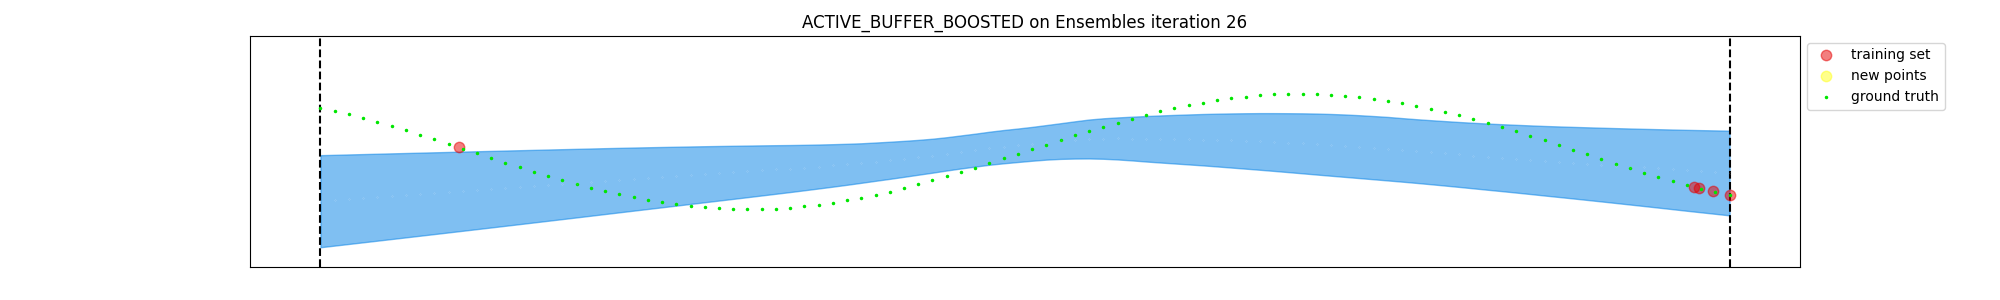 ACTIVE_BUFFER_BOOSTED on Ensembles iteration 26
training set
new points
ground truth